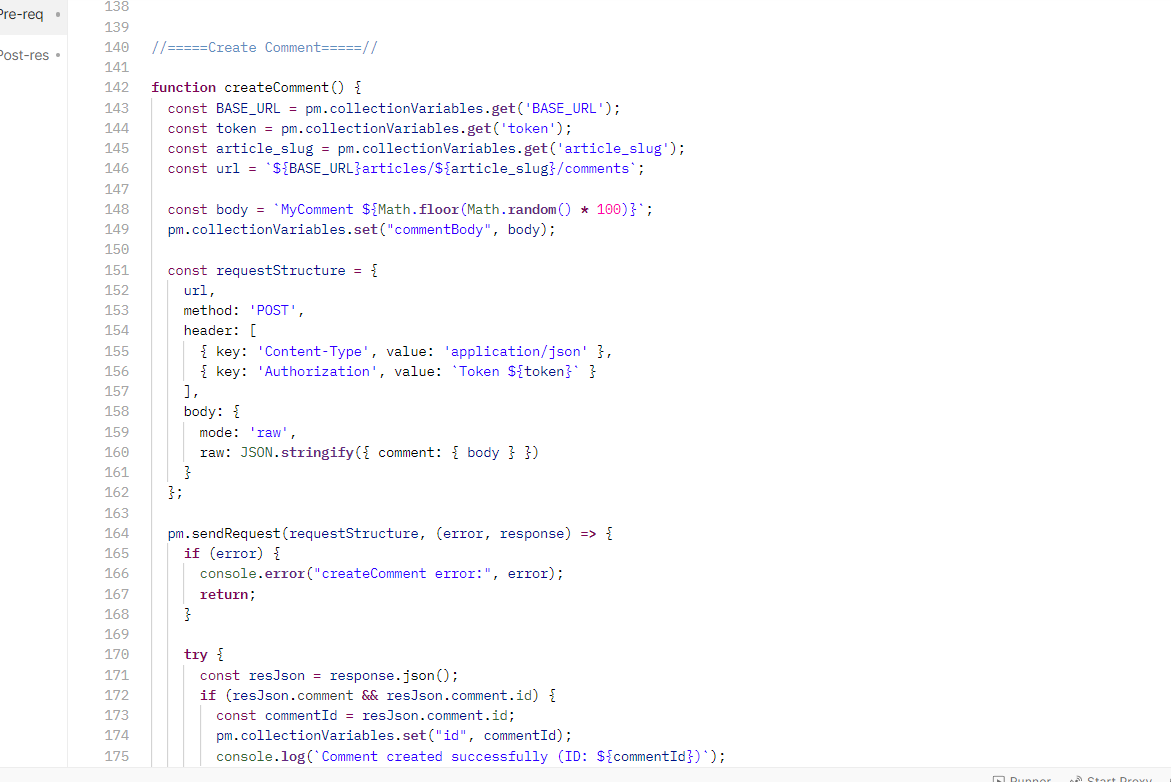 Pre-req
Post-res
138
139
140 //=====Create Comment=====//
141
142 function createComment() {
143 const BASE_URL = pm.collectionVariables.get('BASE_URL');
144 const token = pm.collectionVariables.get('token');
145 const article_slug = pm.collectionVariables.get('article_slug');
146 const url = `${BASE_URL}articles/${article_slug}/comments`;
147
148 const body = `MyComment ${Math.floor(Math.random() * 100)}`;
149 pm.collectionVariables.set("commentBody", body);
150
151 const requestStructure = {
152 url,
153 method: 'POST',
154 header: [
155 { key: 'Content-Type', value: 'application/json' },
156 { key: 'Authorization', value: `Token ${token}` }
157 ],
158 body: {
159 mode: 'raw',
160 raw: JSON.stringify({ comment: { body } })
161 }
162 };
163
164 pm.sendRequest(requestStructure, (error, response) => {
165 if (error) {
166 console.error("createComment error:", error);
167 return;
168 }
169
170 try {
171 const resJson = response.json();
172 if (resJson.comment && resJson.comment.id) {
173 const commentId = resJson.comment.id;
174 pm.collectionVariables.set("id", commentId);
175 console.log(`Comment created successfully (ID: ${commentId})`);
Runner Start Proxy